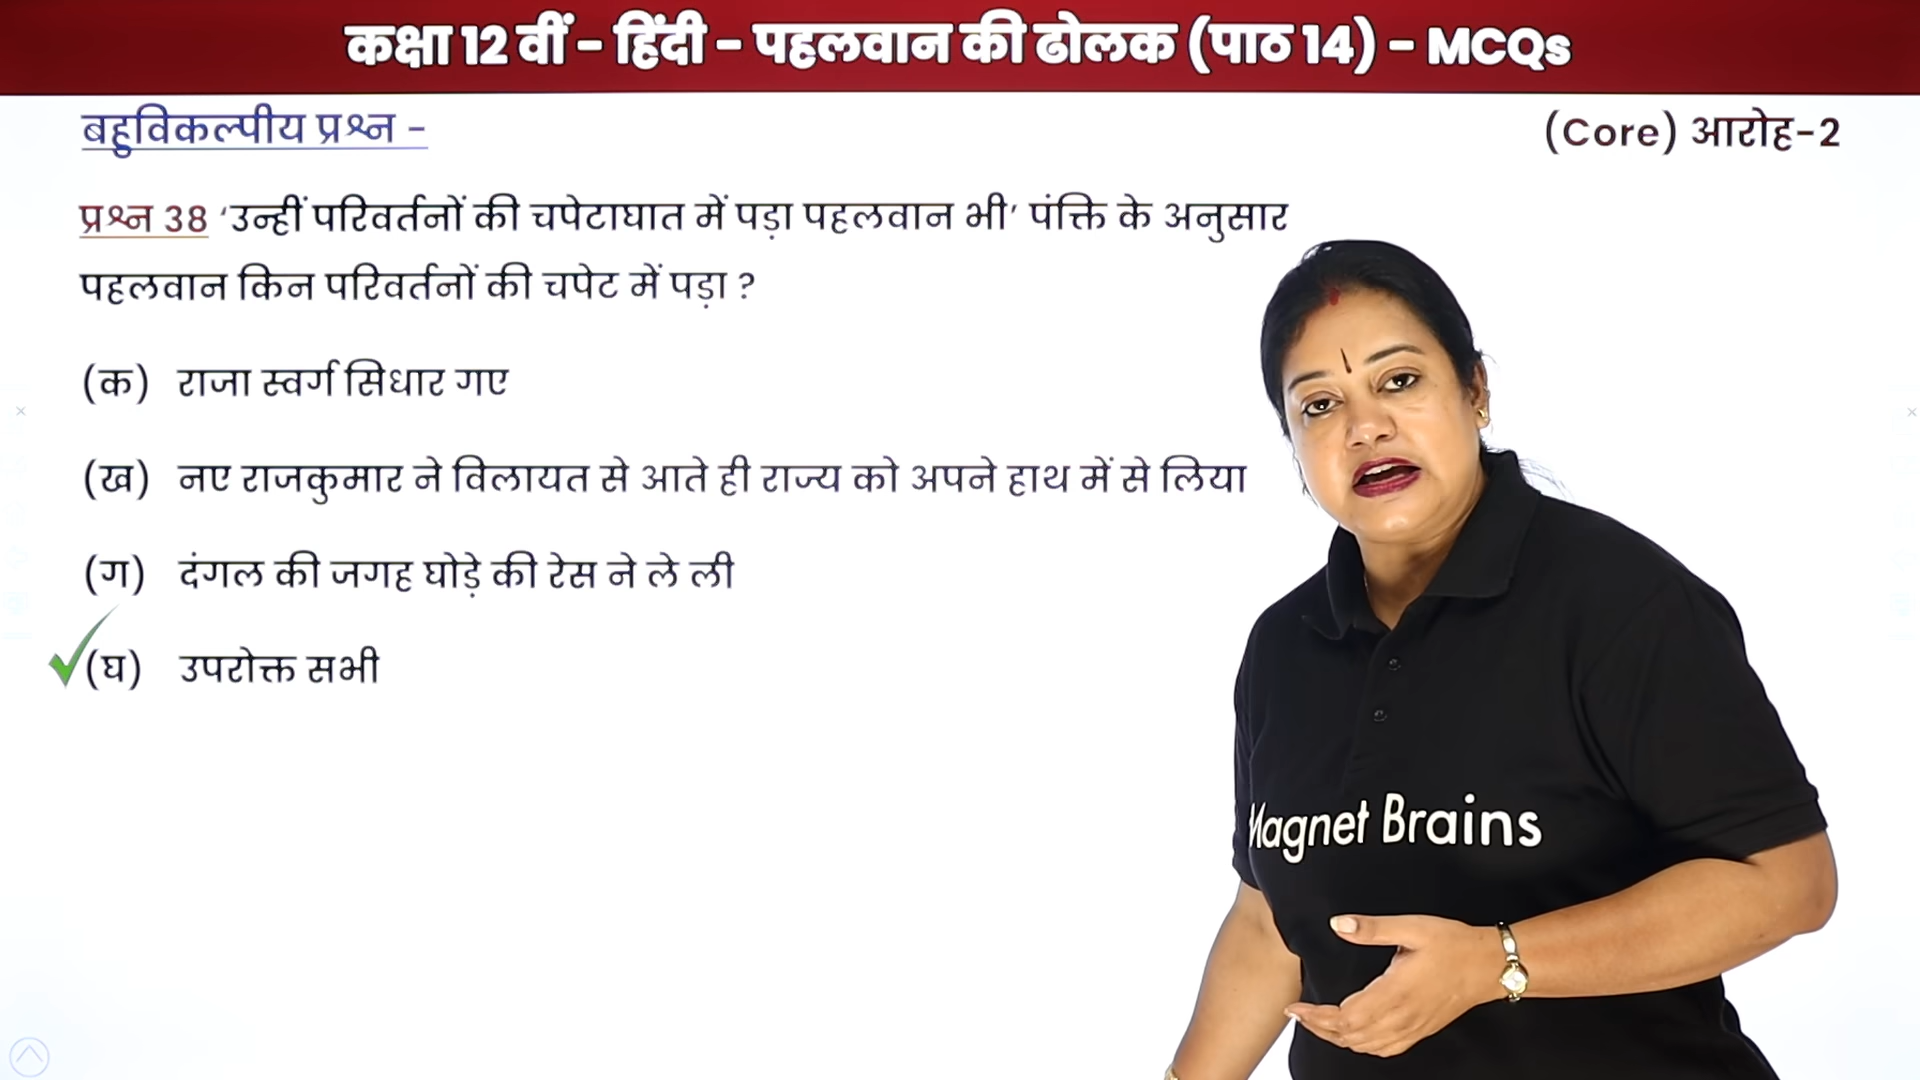 कक्षा 12 वीं – हिंदी – पहलवान की ढोलक (पाठ 14) – MCQs
बहुविकल्पीय प्रश्न –
(Core) आरोह-2
प्रश्न 38 ‘उन्हीं परिवर्तनों की चपेटाघात में पड़ा पहलवान भी’ पंक्ति के अनुसार
पहलवान किन परिवर्तनों की चपेट में पड़ा ?
(क) राजा स्वर्ग सिधार गए
(ख) नए राजकुमार ने विलायत से आते ही राज्य को अपने हाथ में से लिया
(ग) दंगल की जगह घोड़े की रेस ने ले ली
(घ) उपरोक्त सभी
Magnet Brains